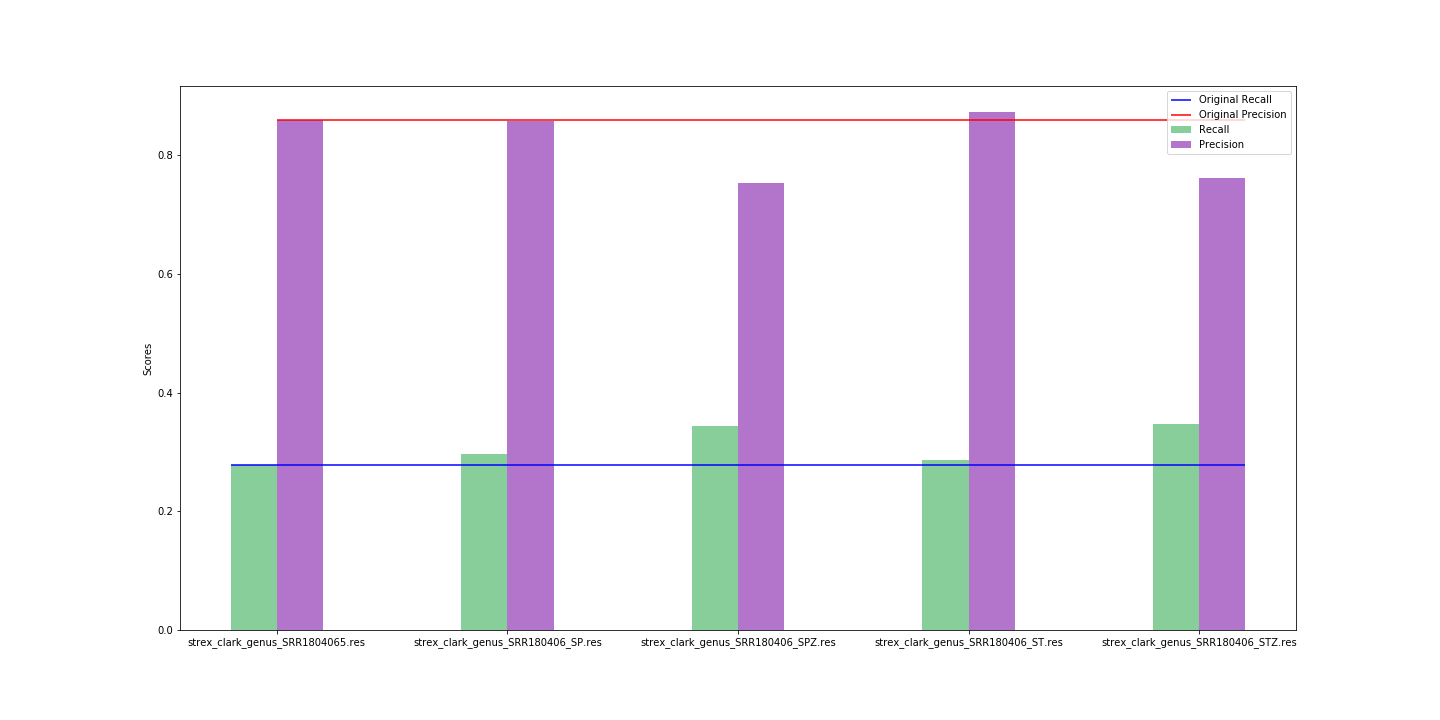 Original Recall
Original Precision
Recall
Precision
0.8
0.6
0.4
0.2
0.0
Scores
strex_clark_genus_SRR1804065.res
strex_clark_genus_SRR180406_SP.res
strex_clark_genus_SRR180406_SPZ.res
strex_clark_genus_SRR180406_ST.res
strex_clark_genus_SRR180406_STZ.res